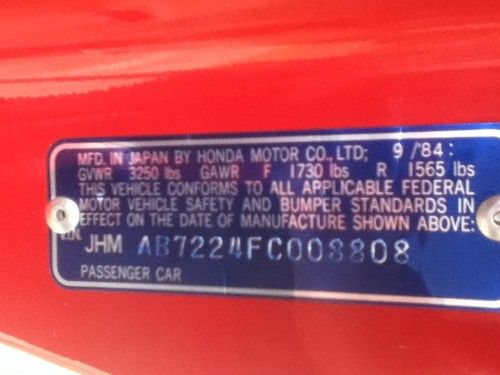 MFD. IN JAPAN BY HONDA MOTOR CO., LTD; 9 /'84 :
GVWR 3250 lbs GAWR F 1730 lbs R 1565 lbs
THIS VEHICLE CONFORMS TO ALL APPLICABLE FEDERAL
MOTOR VEHICLE SAFETY AND BUMPER STANDARDS IN
EFFECT ON THE DATE OF MANUFACTURE SHOWN ABOVE:
JHM AB7224FC008808
PASSENGER CAR